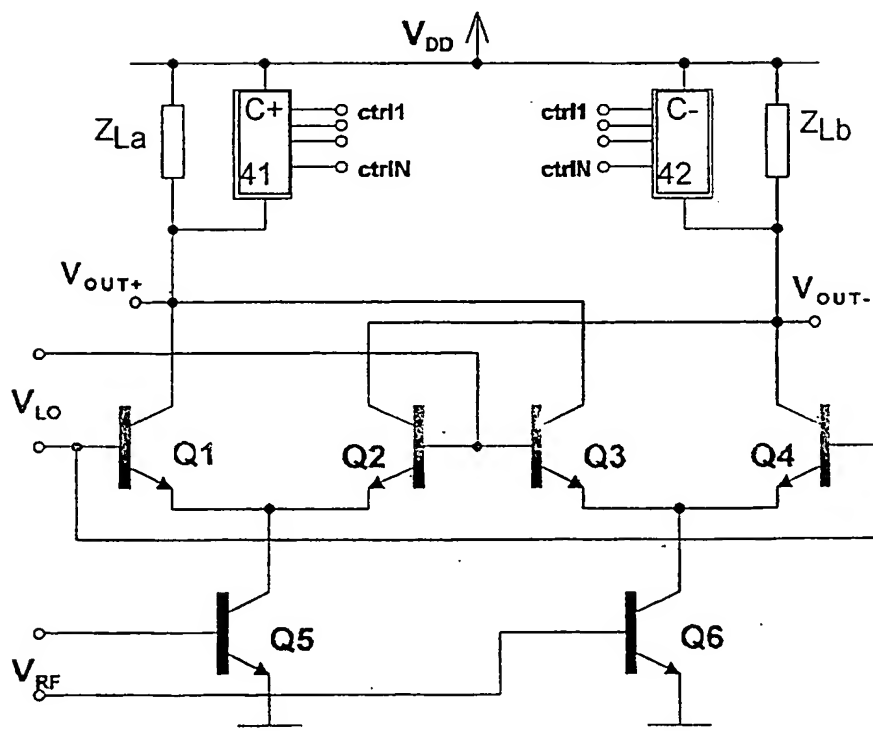 V_DD
C+ ctrl1 ctrl1 C-
Z_La Z_Lb
41 ctrlN ctrlN 42
V_OUT+ V_OUT-
V_LO
Q1 Q2 Q3 Q4
Q5 Q6
V_RF